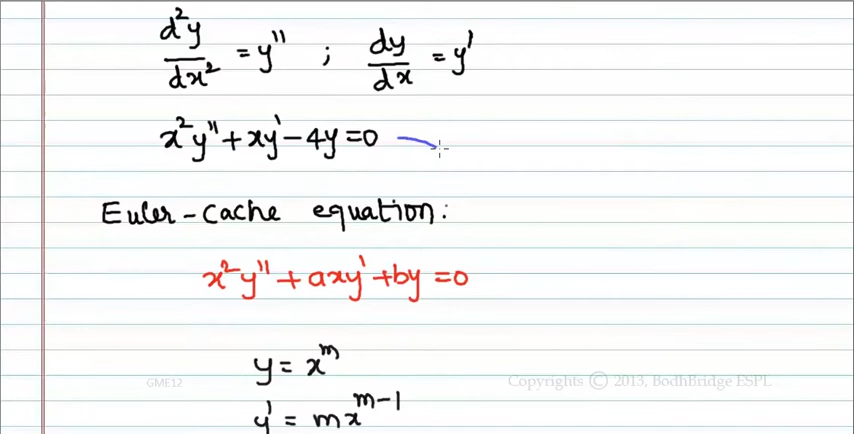 d²y/dx² = y'' ; dy/dx = y'
x²y'' + xy' - 4y = 0
Euler - Cache equation:
x²y'' + axy' + by = 0
y = x^m
GME12 Copyrights © 2013, BodhBridge ESPL
y' = mx^(m-1)